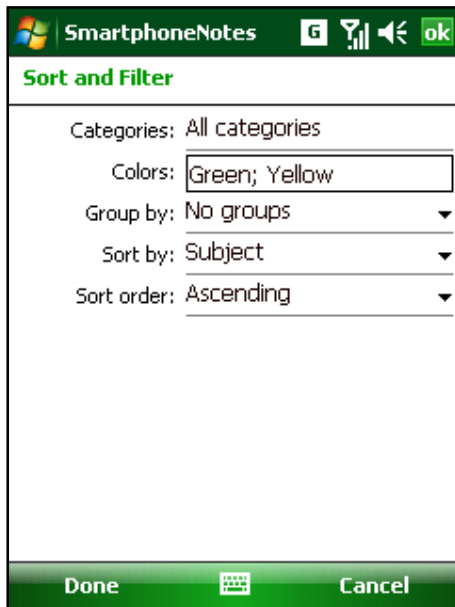 SmartphoneNotes G ok
Sort and Filter
Categories: All categories
Colors: Green; Yellow
Group by: No groups
Sort by: Subject
Sort order: Ascending
Done Cancel